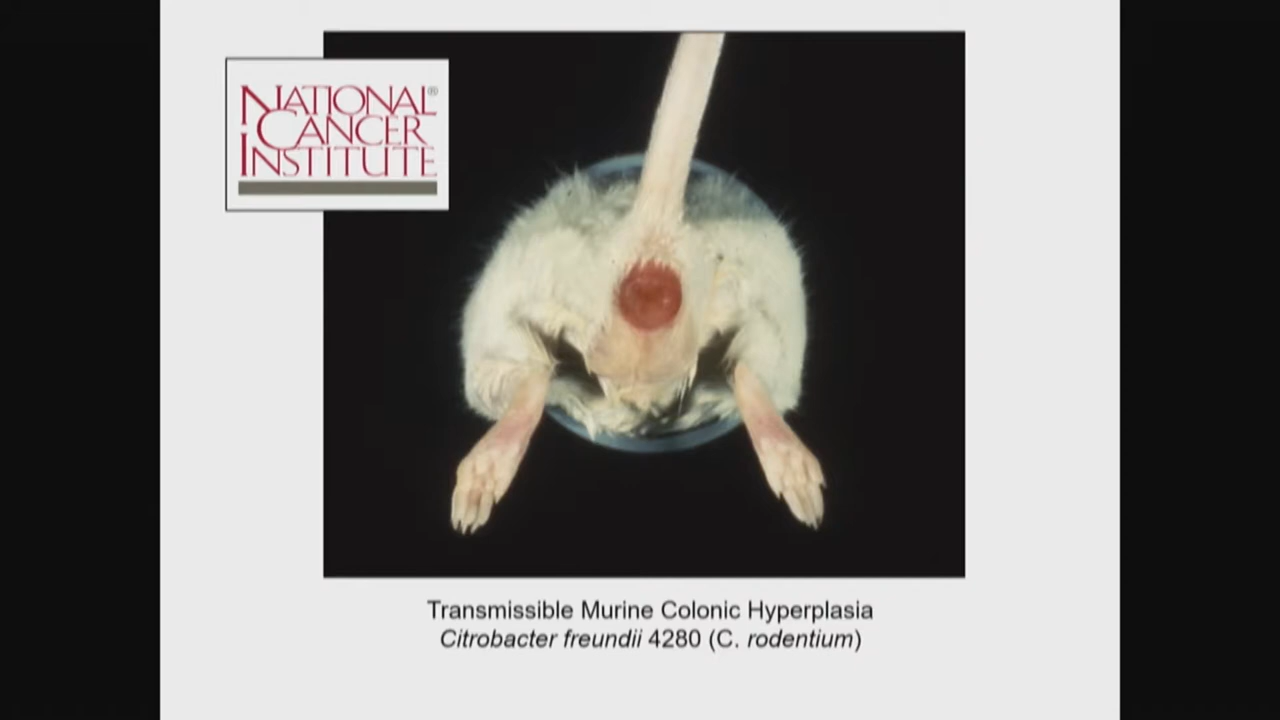 NATIONAL®
CANCER
INSTITUTE
Transmissible Murine Colonic Hyperplasia
Citrobacter freundii 4280 (C. rodentium)